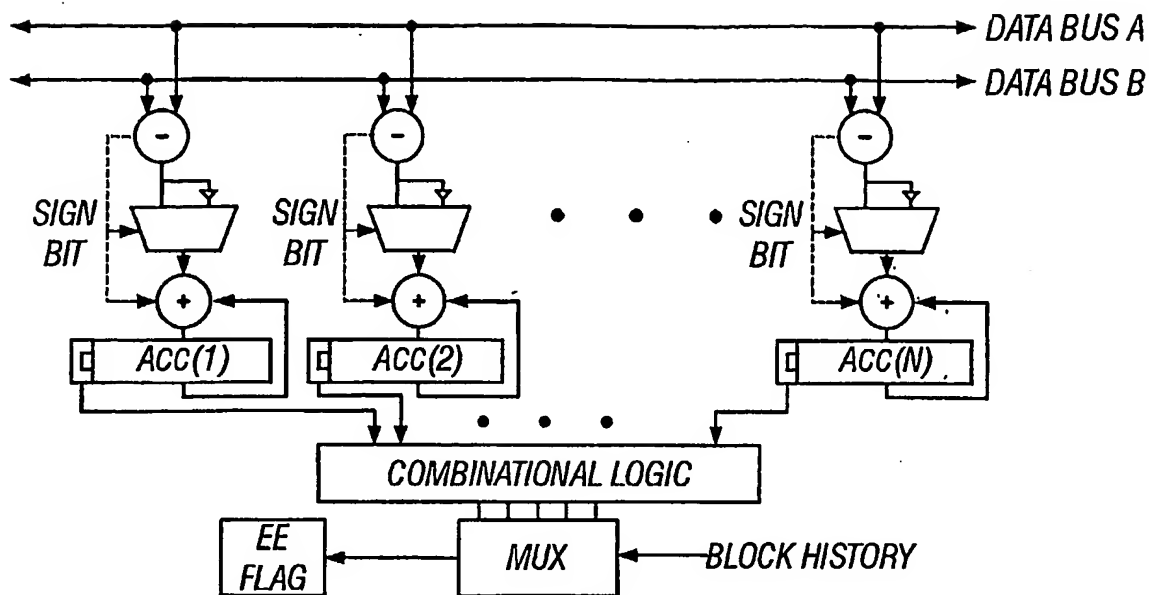 DATA BUS A
DATA BUS B
-
-
-
SIGN
BIT
SIGN
BIT
SIGN
BIT
+
+
+
ACC(1)
ACC(2)
ACC(N)
COMBINATIONAL LOGIC
EE
FLAG
MUX
BLOCK HISTORY